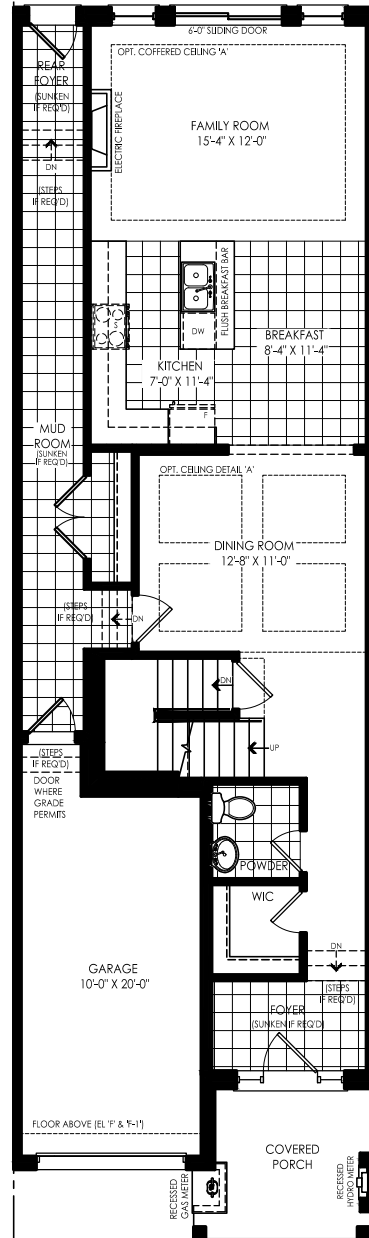 6'-0" SLIDING DOOR
OPT. COFFERED CEILING 'A'
REAR
FOYER
(SUNKEN
IF REQ'D)
DN
(STEPS
IF REQ'D)
ELECTRIC FIREPLACE
FAMILY ROOM
15'-4" X 12'-0"
FLUSH BREAKFAST BAR
S
DW
BREAKFAST
8'-4" X 11'-4"
KITCHEN
7'-0" X 11'-4"
F
MUD
ROOM
(SUNKEN
IF REQ'D)
OPT. CEILING DETAIL 'A'
DINING ROOM
12'-8" X 11'-0"
(STEPS
IF REQ'D)
DN
DN
UP
(STEPS
IF REQ'D)
DOOR
WHERE
GRADE
PERMITS
POWDER
WIC
DN
(STEPS
IF REQ'D)
GARAGE
10'-0" X 20'-0"
FOYER
(SUNKEN IF REQ'D)
FLOOR ABOVE (EL 'F' & 'F-1')
COVERED
PORCH
RECESSED
GAS METER
RECESSED
HYDRO METER